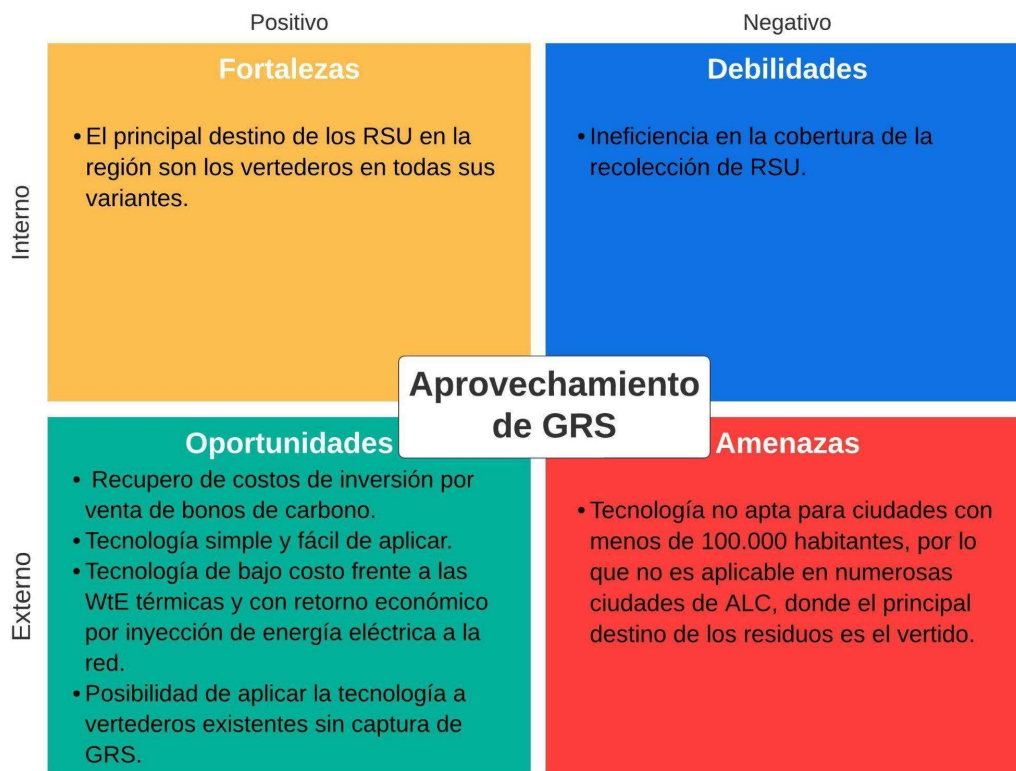 Positivo
Negativo
Interno
Fortalezas
• El principal destino de los RSU en la
región son los vertederos en todas sus
variantes.
Debilidades
• Ineficiencia en la cobertura de la
recolección de RSU.
Aprovechamiento
de GRS
Externo
Oportunidades
• Recupero de costos de inversión por
venta de bonos de carbono.
• Tecnología simple y fácil de aplicar.
• Tecnología de bajo costo frente a las
WtE térmicas y con retorno económico
por inyección de energía eléctrica a la
red.
• Posibilidad de aplicar la tecnología a
vertederos existentes sin captura de
GRS.
Amenazas
• Tecnología no apta para ciudades con
menos de 100.000 habitantes, por lo
que no es aplicable en numerosas
ciudades de ALC, donde el principal
destino de los residuos es el vertido.